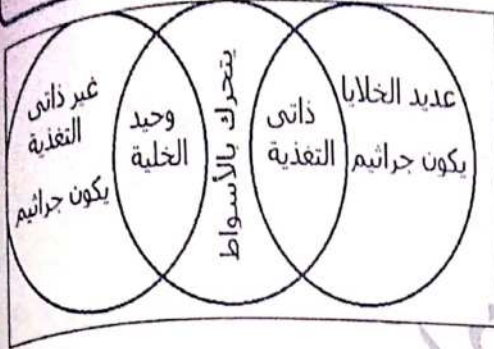 عديد الخلايا
يكون جراثيم
ذاتى
التغذية
يتحرك بالأسواط
وحيد
الخلية
غير ذاتى
التغذية
يكون جراثيم